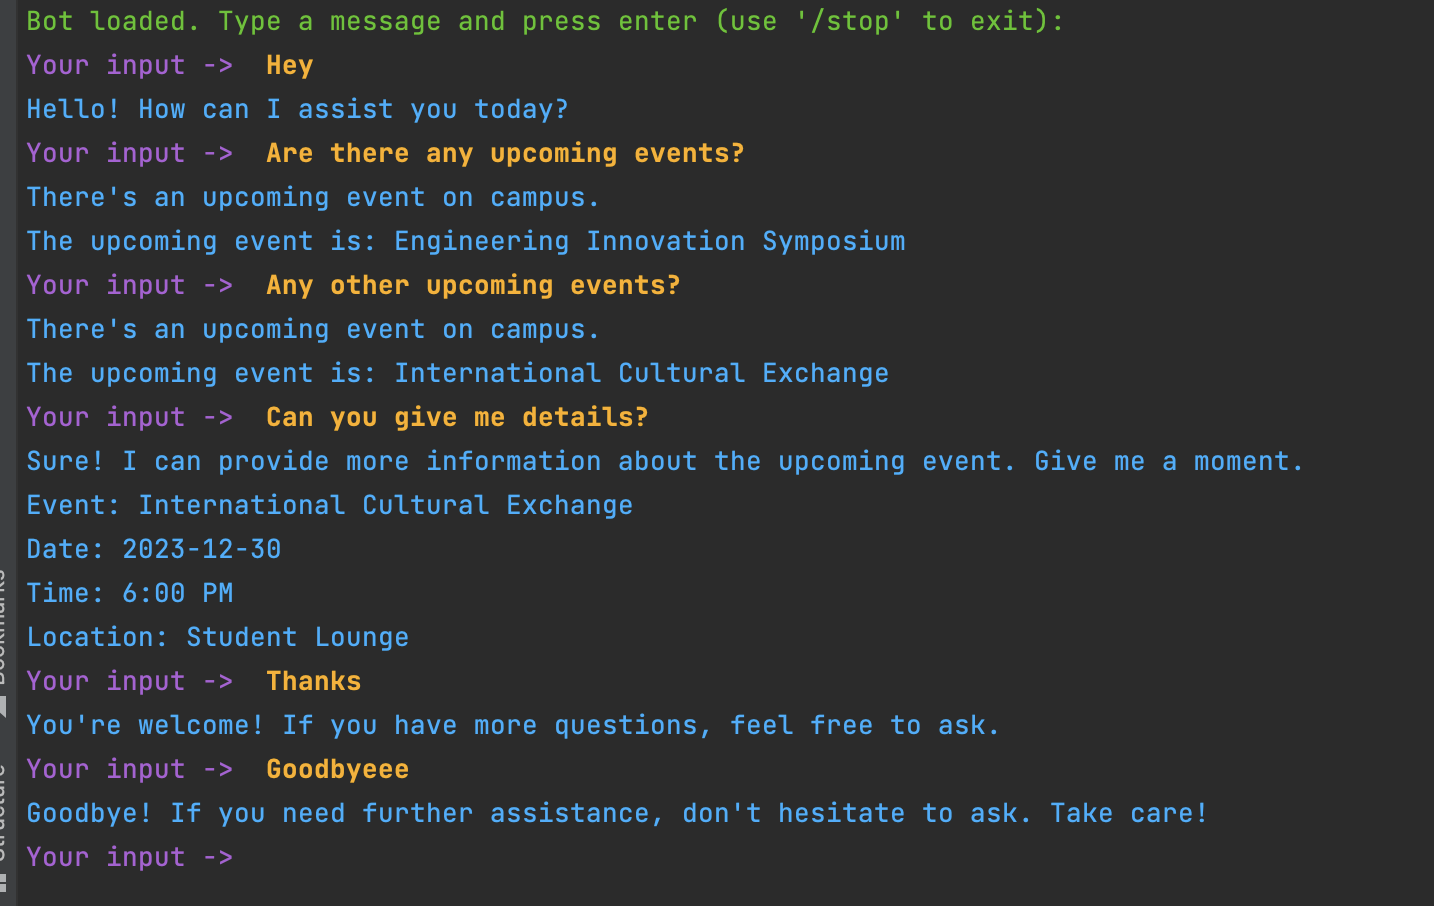 Bot loaded. Type a message and press enter (use '/stop' to exit):
Your input ->  Hey
Hello! How can I assist you today?
Your input ->  Are there any upcoming events?
There's an upcoming event on campus.
The upcoming event is: Engineering Innovation Symposium
Your input ->  Any other upcoming events?
There's an upcoming event on campus.
The upcoming event is: International Cultural Exchange
Your input ->  Can you give me details?
Sure! I can provide more information about the upcoming event. Give me a moment.
Event: International Cultural Exchange
Date: 2023-12-30
Time: 6:00 PM
Location: Student Lounge
Your input ->  Thanks
You're welcome! If you have more questions, feel free to ask.
Your input ->  Goodbyeee
Goodbye! If you need further assistance, don't hesitate to ask. Take care!
Your input ->
Bookmarks
Structure